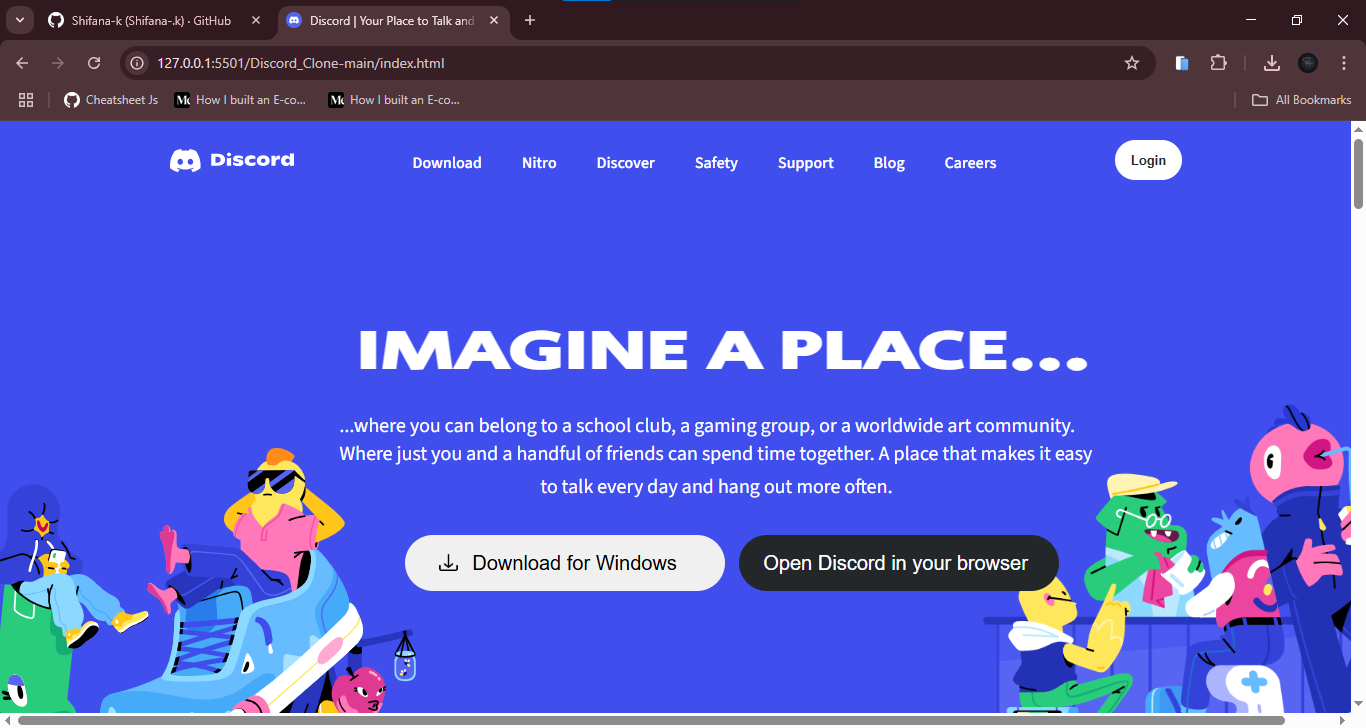 Shifana-k (Shifana-.k) · GitHub
Discord | Your Place to Talk and
127.0.0.1:5501/Discord_Clone-main/index.html
Cheatsheet Js
How I built an E-co...
How I built an E-co...
All Bookmarks
Discord
Download
Nitro
Discover
Safety
Support
Blog
Careers
Login
IMAGINE A PLACE...
...where you can belong to a school club, a gaming group, or a worldwide art community.
Where just you and a handful of friends can spend time together. A place that makes it easy
to talk every day and hang out more often.
Download for Windows
Open Discord in your browser